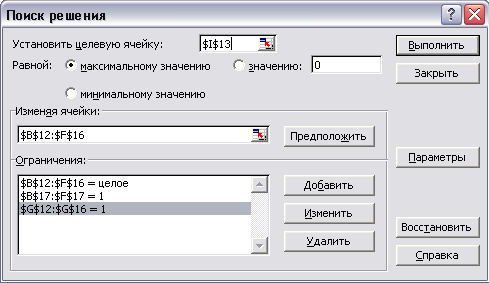 Поиск решения
Установить целевую ячейку: $I$13
Выполнить
Равной: максимальному значению значению: 0
Закрыть
минимальному значению
Изменяя ячейки:
$B$12:$F$16
Предположить
Ограничения:
Параметры
$B$12:$F$16 = целое
$B$17:$F$17 = 1
$G$12:$G$16 = 1
Добавить
Изменить
Удалить
Восстановить
Справка